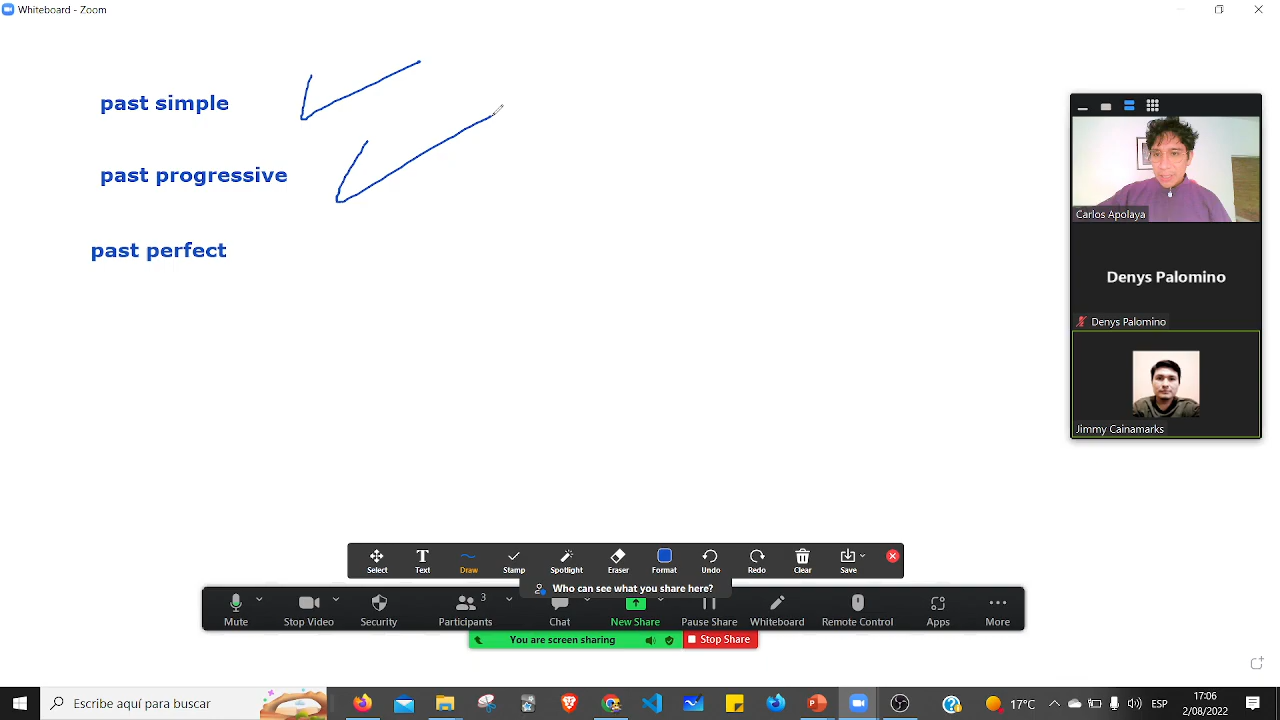 Whiteboard - Zoom
past simple
past progressive
past perfect
Carlos Apolaya
Denys Palomino
Denys Palomino
Jimmy Cainamarks
Select Text Draw Stamp Spotlight Eraser Format Undo Redo Clear Save
Who can see what you share here?
3
Mute Stop Video Security Participants Chat New Share Pause Share Whiteboard Remote Control Apps More
You are screen sharing Stop Share
Escribe aquí para buscar
17°C ESP 17:06
2/08/2022